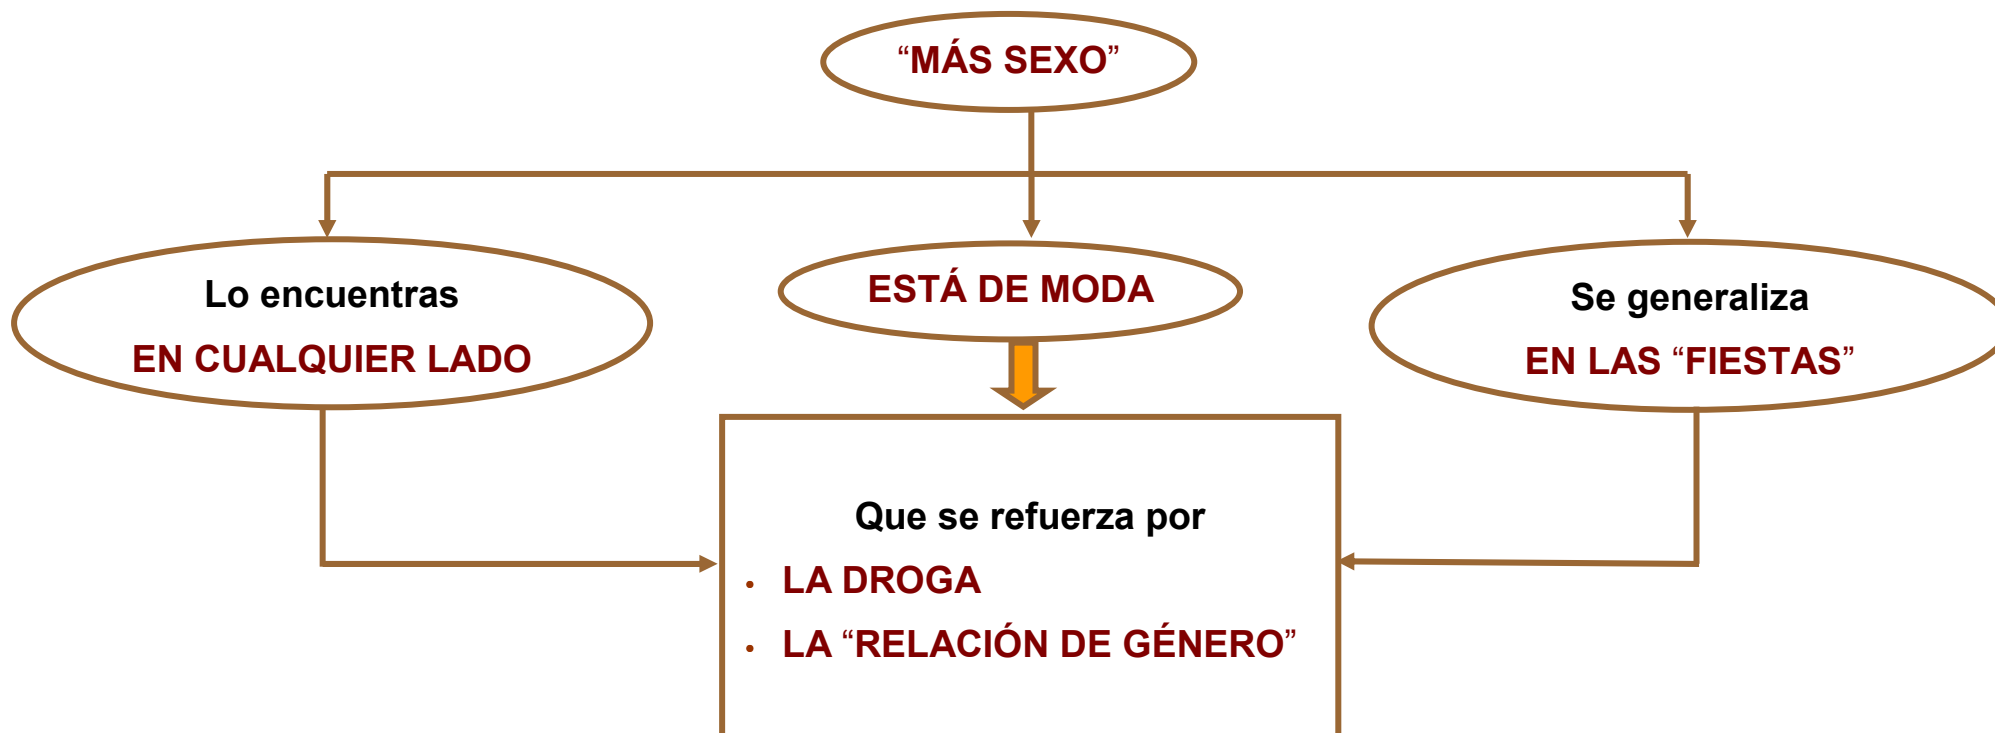 “MÁS SEXO”
Lo encuentras
EN CUALQUIER LADO
ESTÁ DE MODA
Se generaliza
EN LAS “FIESTAS”
Que se refuerza por
• LA DROGA
• LA “RELACIÓN DE GÉNERO”